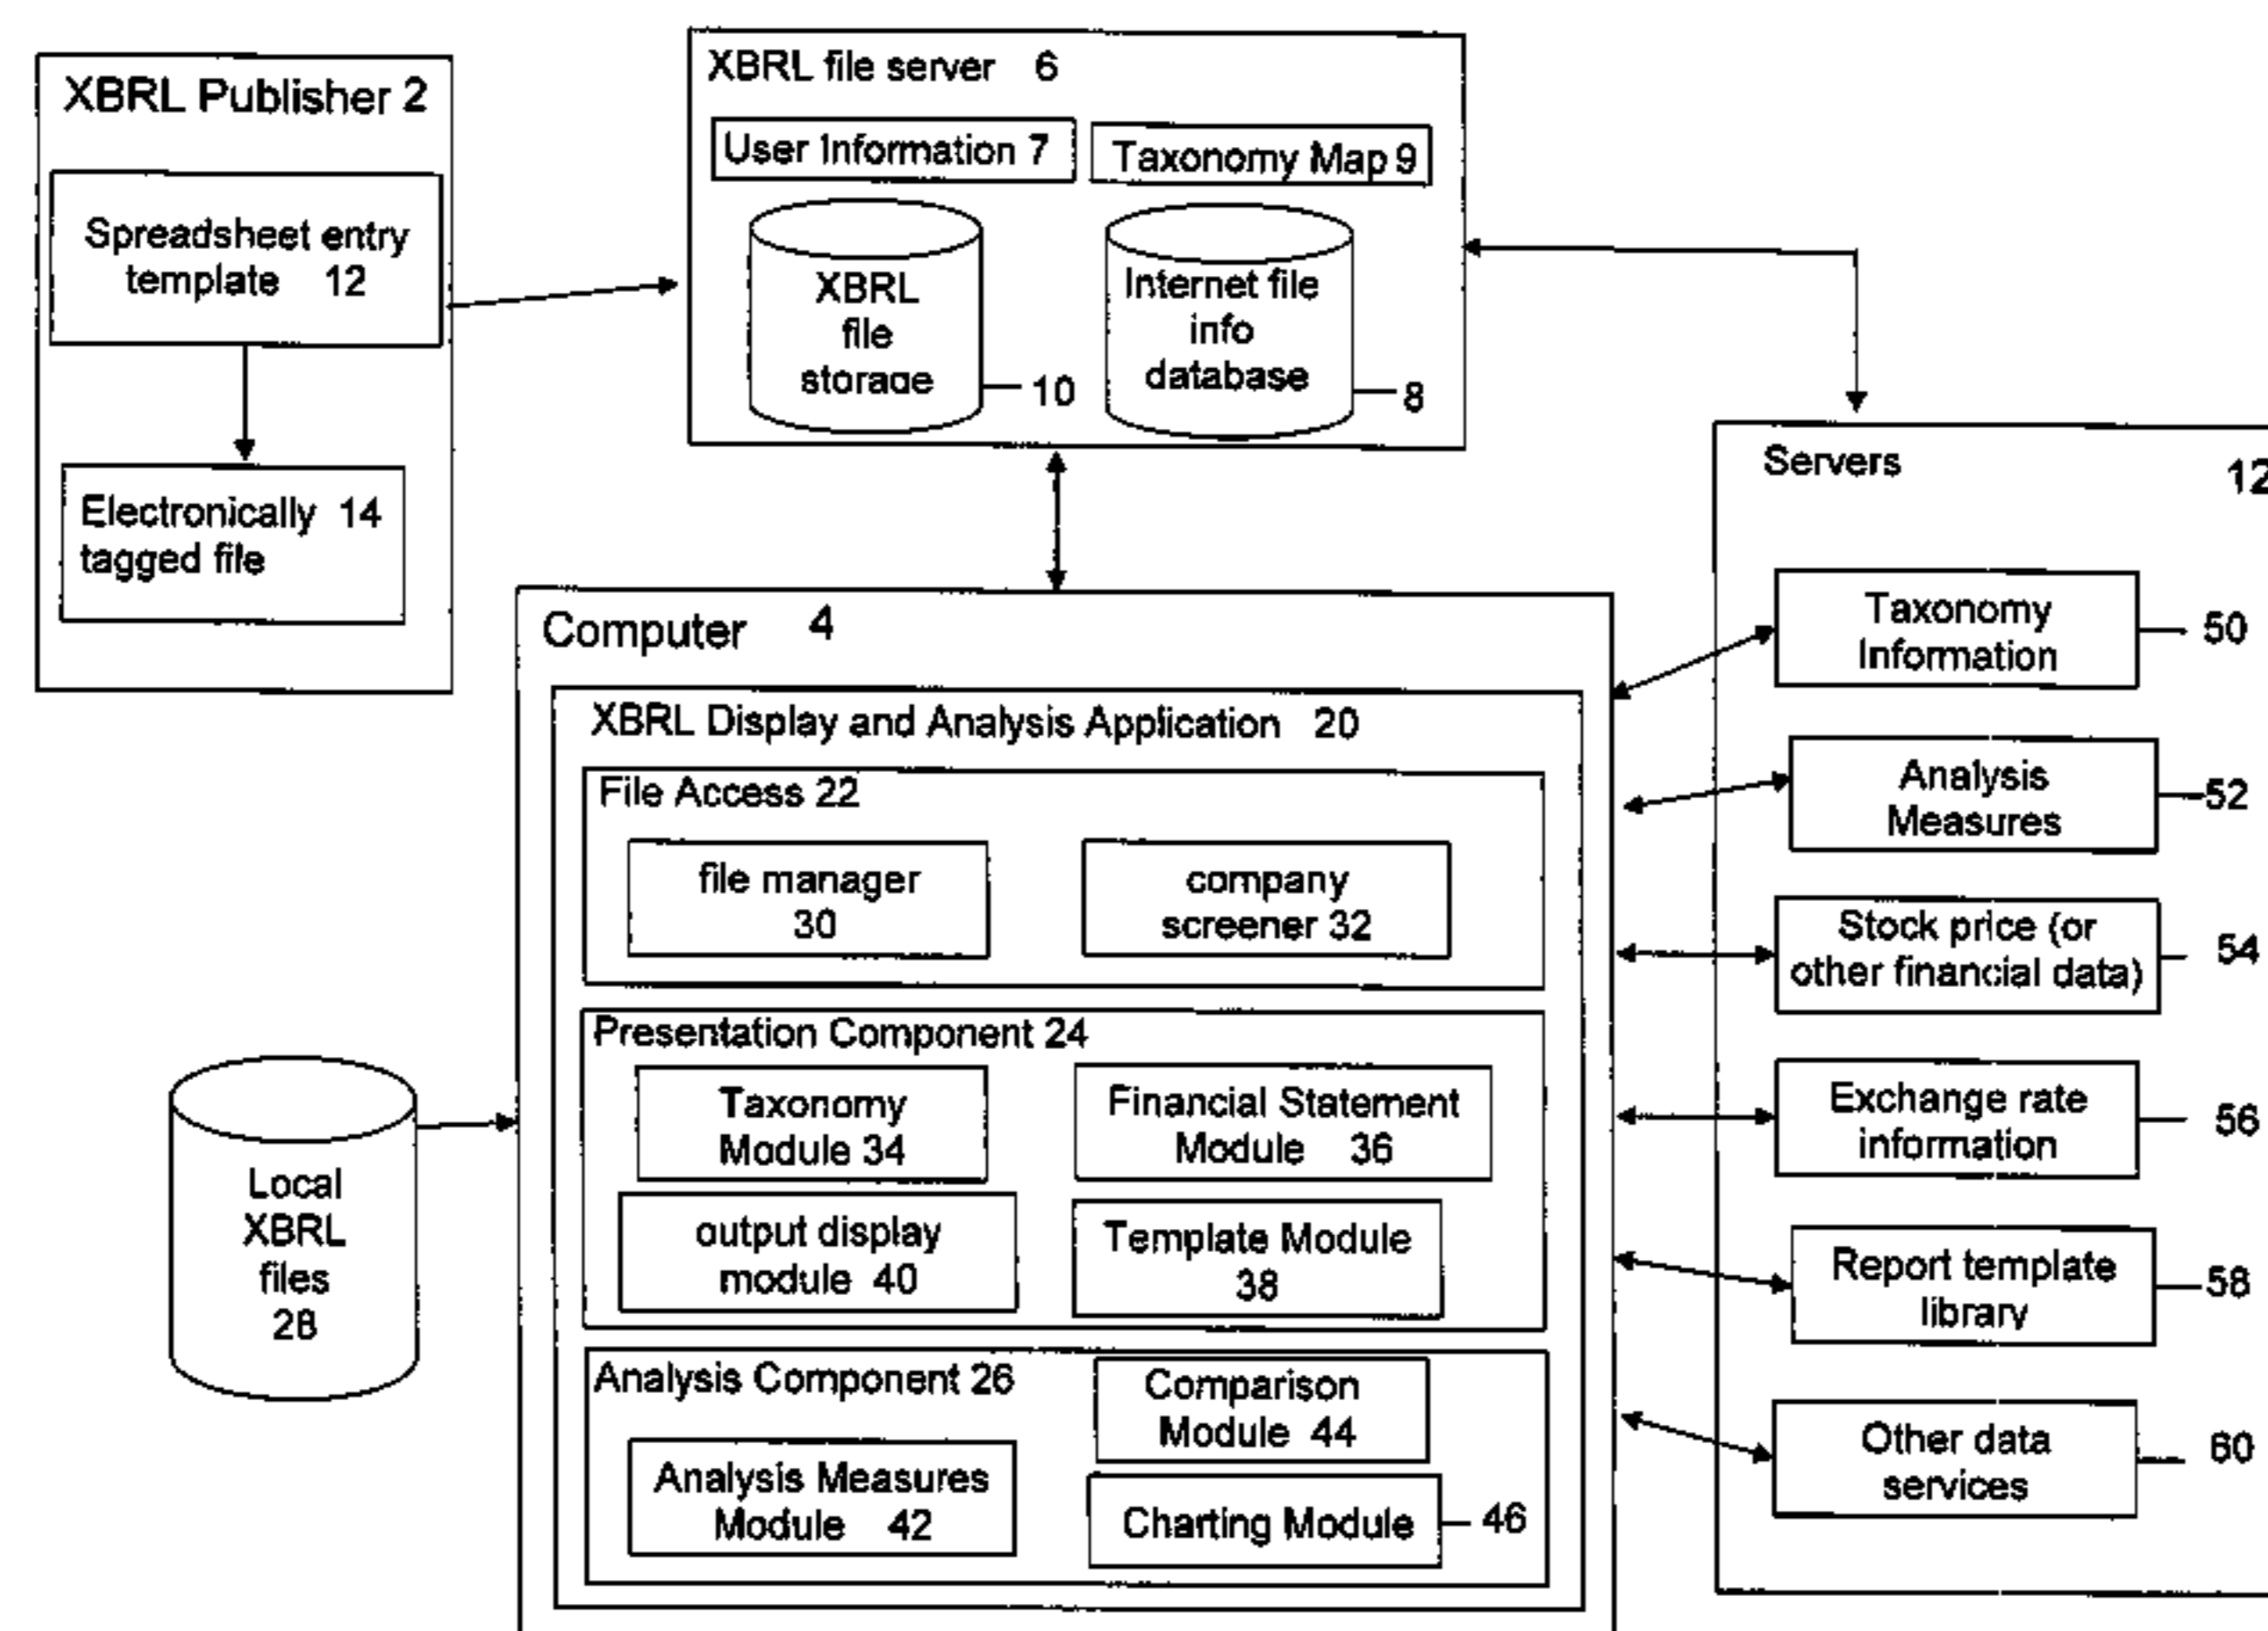 XBRL Publisher 2
Spreadsheet entry
template 12
Electronically 14
tagged file
XBRL file server 6
User Information 7
Taxonomy Map 9
XBRL
file
storage
10
Internet file
info
database
8
Computer 4
XBRL Display and Analysis Application 20
File Access 22
file manager
30
company
screener 32
Presentation Component 24
Taxonomy
Module 34
Financial Statement
Module 36
output display
module 40
Template Module
38
Analysis Component 26
Comparison
Module 44
Analysis Measures
Module 42
Charting Module
46
Local
XBRL
files
28
Servers
12
Taxonomy
Information
50
Analysis
Measures
52
Stock price (or
other financial data)
54
Exchange rate
information
56
Report template
library
58
Other data
services
60